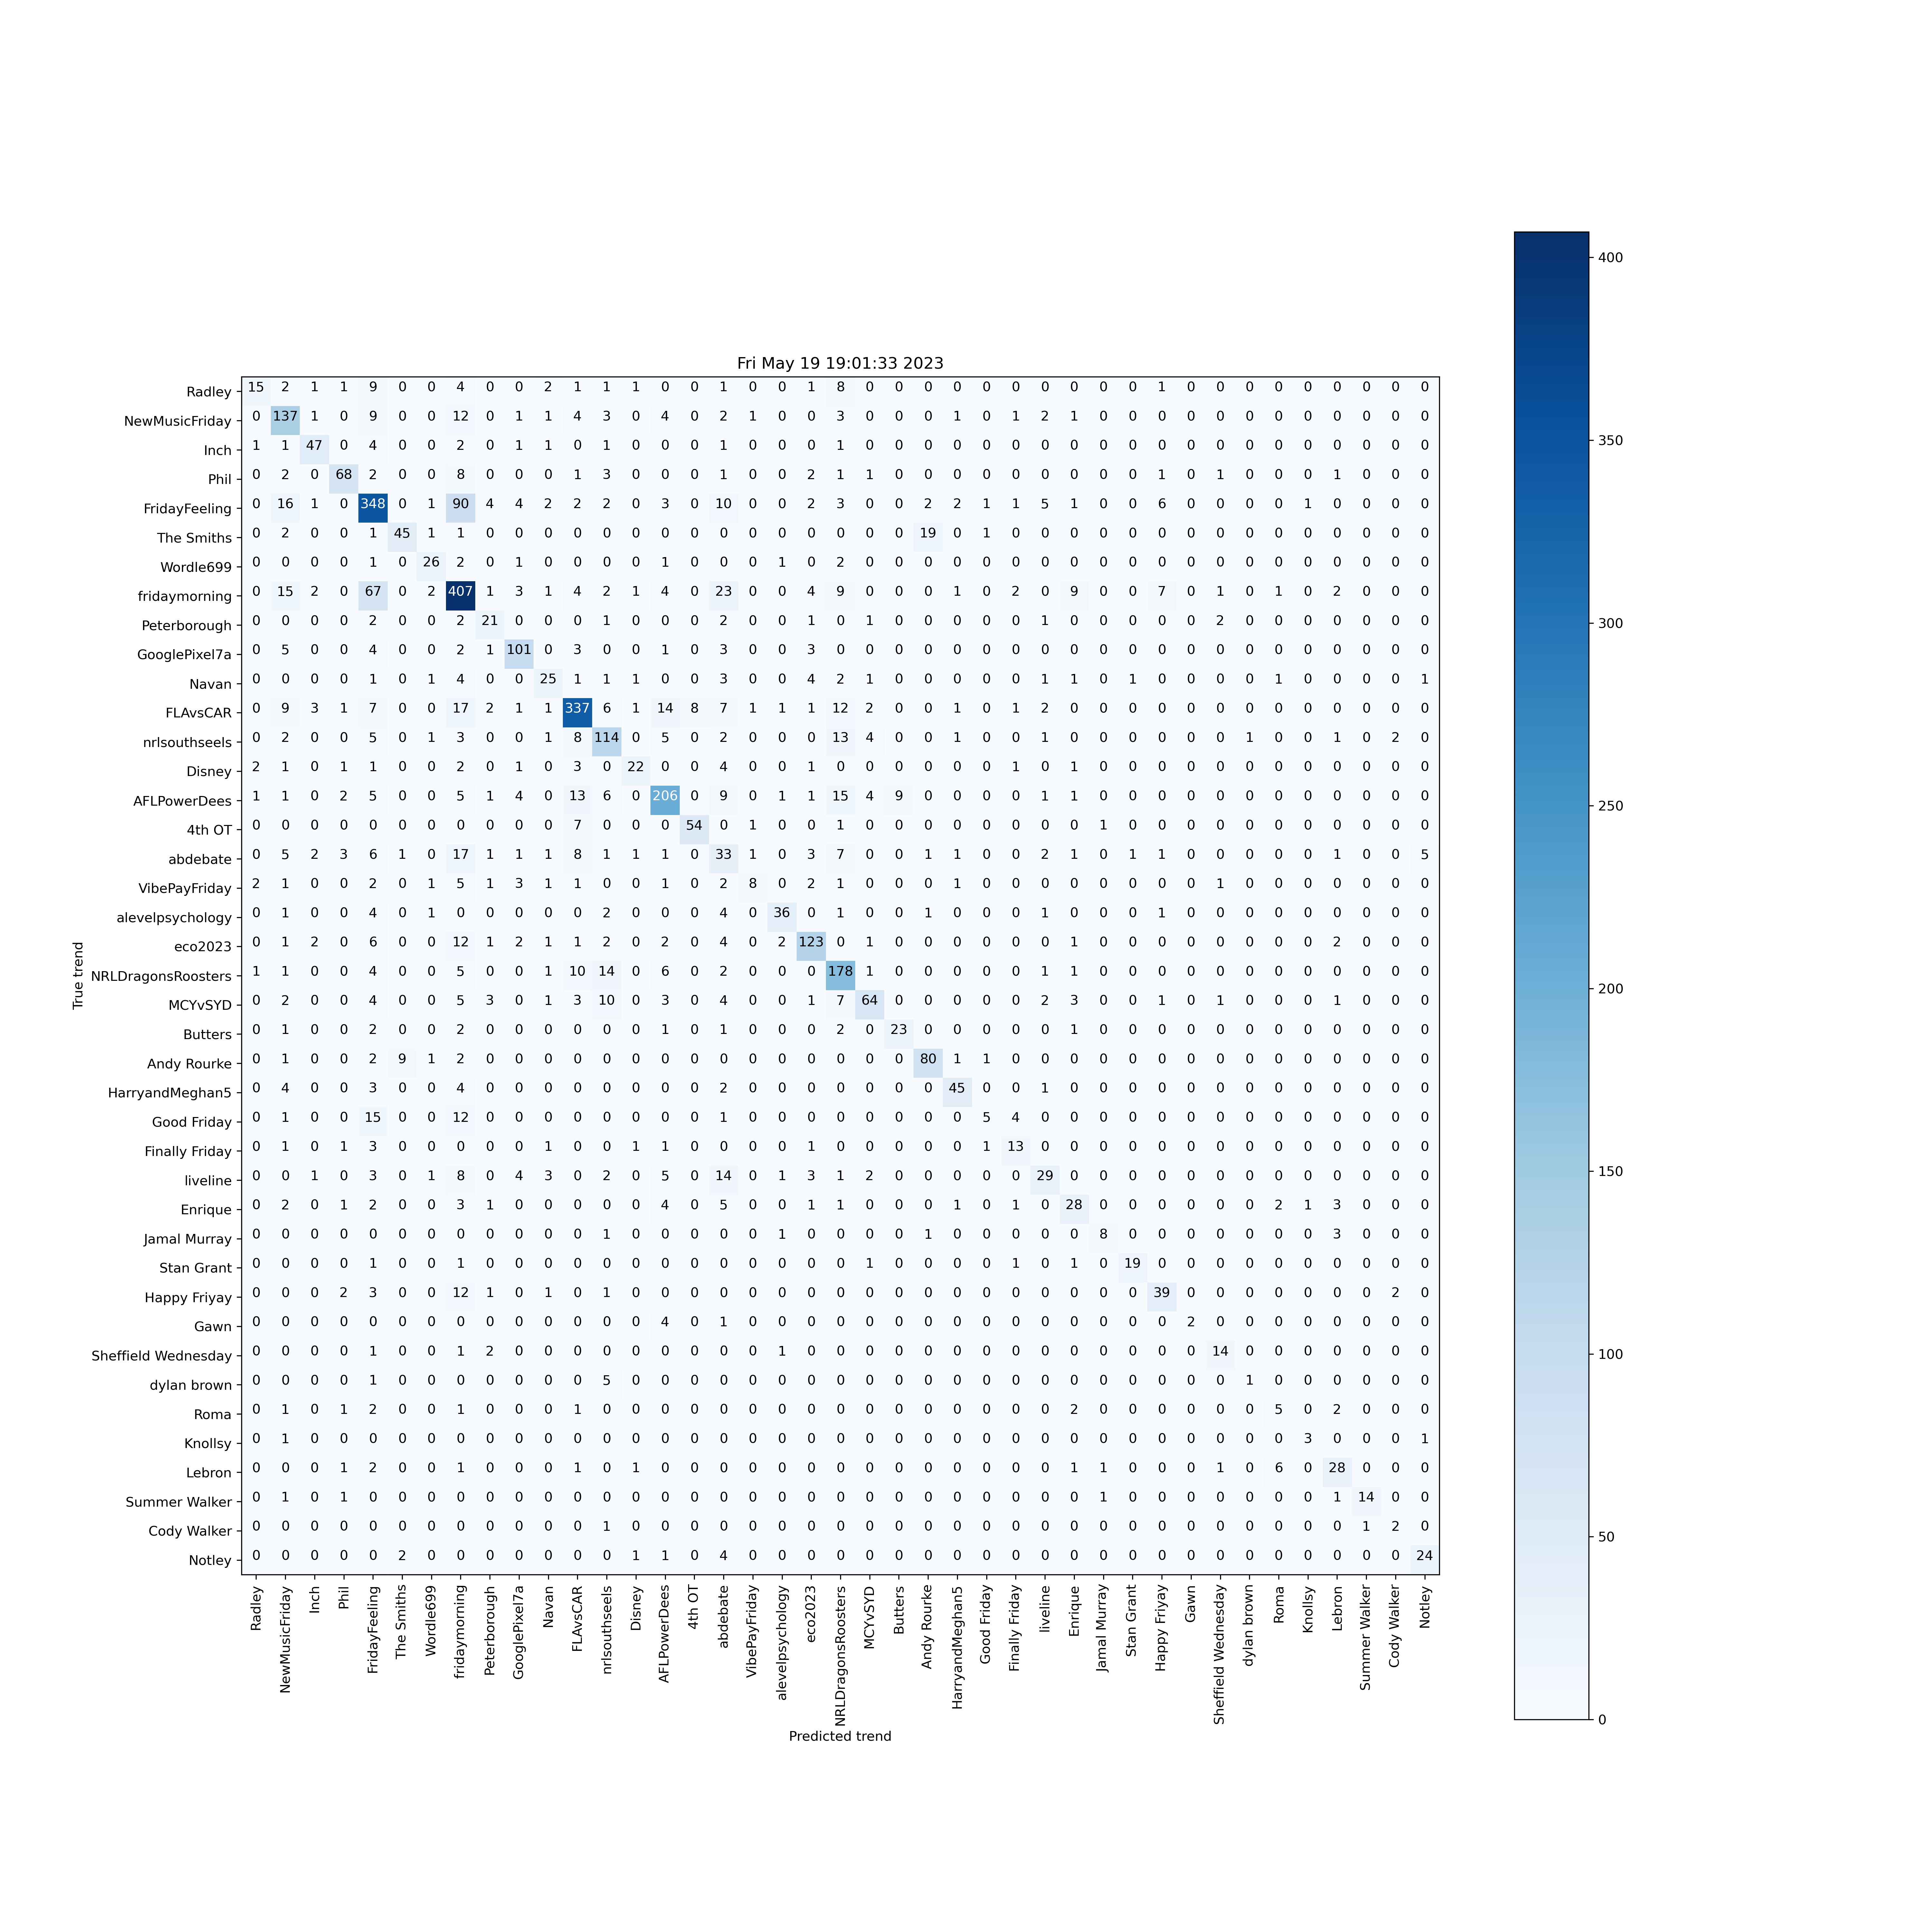 Fri May 19 19:01:33 2023
Radley 15 2 1 1 9 0 0 4 0 0 2 1 1 1 0 0 1 0 0 1 8 0 0 0 0 0 0 0 0 0 0 1 0 0 0 0 0 0 0 0 0
NewMusicFriday 0 137 1 0 9 0 0 12 0 1 1 4 3 0 4 0 2 1 0 0 3 0 0 0 1 0 1 2 1 0 0 0 0 0 0 0 0 0 0 0 0
Inch 1 1 47 0 4 0 0 2 0 1 1 0 1 0 0 0 1 0 0 0 1 0 0 0 0 0 0 0 0 0 0 0 0 0 0 0 0 0 0 0 0
Phil 0 2 0 68 2 0 0 8 0 0 0 1 3 0 0 0 1 0 0 2 1 1 0 0 0 0 0 0 0 0 0 1 0 1 0 0 0 1 0 0 0
FridayFeeling 0 16 1 0 348 0 1 90 4 4 2 2 2 0 3 0 10 0 0 2 3 0 0 2 2 1 1 5 1 0 0 6 0 0 0 0 1 0 0 0 0
The Smiths 0 2 0 0 1 45 1 1 0 0 0 0 0 0 0 0 0 0 0 0 0 0 0 19 0 1 0 0 0 0 0 0 0 0 0 0 0 0 0 0 0
Wordle699 0 0 0 0 1 0 26 2 0 1 0 0 0 0 1 0 0 0 1 0 2 0 0 0 0 0 0 0 0 0 0 0 0 0 0 0 0 0 0 0 0
fridaymorning 0 15 2 0 67 0 2 407 1 3 1 4 2 1 4 0 23 0 0 4 9 0 0 0 1 0 2 0 9 0 0 7 0 1 0 1 0 2 0 0 0
Peterborough 0 0 0 0 2 0 0 2 21 0 0 0 1 0 0 0 2 0 0 1 0 1 0 0 0 0 0 1 0 0 0 0 0 2 0 0 0 0 0 0 0
GooglePixel7a 0 5 0 0 4 0 0 2 1 101 0 3 0 0 1 0 3 0 0 3 0 0 0 0 0 0 0 0 0 0 0 0 0 0 0 0 0 0 0 0 0
Navan 0 0 0 0 1 0 1 4 0 0 25 1 1 1 0 0 3 0 0 4 2 1 0 0 0 0 0 1 1 0 1 0 0 0 0 1 0 0 0 0 1
FLAvsCAR 0 9 3 1 7 0 0 17 2 1 1 337 6 1 14 8 7 1 1 1 12 2 0 0 1 0 1 2 0 0 0 0 0 0 0 0 0 0 0 0 0
nrlsouthseels 0 2 0 0 5 0 1 3 0 0 1 8 114 0 5 0 2 0 0 0 13 4 0 0 1 0 0 1 0 0 0 0 0 0 1 0 0 1 0 2 0
Disney 2 1 0 1 1 0 0 2 0 1 0 3 0 22 0 0 4 0 0 1 0 0 0 0 0 0 1 0 1 0 0 0 0 0 0 0 0 0 0 0 0
AFLPowerDees 1 1 0 2 5 0 0 5 1 4 0 13 6 0 206 0 9 0 1 1 15 4 9 0 0 0 0 1 1 0 0 0 0 0 0 0 0 0 0 0 0
4th OT 0 0 0 0 0 0 0 0 0 0 0 7 0 0 0 54 0 1 0 0 1 0 0 0 0 0 0 0 0 1 0 0 0 0 0 0 0 0 0 0 0
abdebate 0 5 2 3 6 1 0 17 1 1 1 8 1 1 1 0 33 1 0 3 7 0 0 1 1 0 0 2 1 0 1 1 0 0 0 0 0 1 0 0 5
VibePayFriday 2 1 0 0 2 0 1 5 1 3 1 1 0 0 1 0 2 8 0 2 1 0 0 0 1 0 0 0 0 0 0 0 0 1 0 0 0 0 0 0 0
alevelpsychology 0 1 0 0 4 0 1 0 0 0 0 0 2 0 0 0 4 0 36 0 1 0 0 1 0 0 0 1 0 0 0 1 0 0 0 0 0 0 0 0 0
eco2023 0 1 2 0 6 0 0 12 1 2 1 1 2 0 2 0 4 0 2 123 0 1 0 0 0 0 0 0 1 0 0 0 0 0 0 0 0 2 0 0 0
NRLDragonsRoosters 1 1 0 0 4 0 0 5 0 0 1 10 14 0 6 0 2 0 0 0 178 1 0 0 0 0 0 1 1 0 0 0 0 0 0 0 0 0 0 0 0
MCYvSYD 0 2 0 0 4 0 0 5 3 0 1 3 10 0 3 0 4 0 0 1 7 64 0 0 0 0 0 2 3 0 0 1 0 1 0 0 0 1 0 0 0
Butters 0 1 0 0 2 0 0 2 0 0 0 0 0 0 1 0 1 0 0 0 2 0 23 0 0 0 0 0 1 0 0 0 0 0 0 0 0 0 0 0 0
Andy Rourke 0 1 0 0 2 9 1 2 0 0 0 0 0 0 0 0 0 0 0 0 0 0 0 80 1 1 0 0 0 0 0 0 0 0 0 0 0 0 0 0 0
HarryandMeghan5 0 4 0 0 3 0 0 4 0 0 0 0 0 0 0 0 2 0 0 0 0 0 0 0 45 0 0 1 0 0 0 0 0 0 0 0 0 0 0 0 0
Good Friday 0 1 0 0 15 0 0 12 0 0 0 0 0 0 0 0 1 0 0 0 0 0 0 0 0 5 4 0 0 0 0 0 0 0 0 0 0 0 0 0 0
Finally Friday 0 1 0 1 3 0 0 0 0 0 1 0 0 1 1 0 0 0 0 1 0 0 0 0 0 1 13 0 0 0 0 0 0 0 0 0 0 0 0 0 0
liveline 0 0 1 0 3 0 1 8 0 4 3 0 2 0 5 0 14 0 1 3 1 2 0 0 0 0 0 29 0 0 0 0 0 0 0 0 0 0 0 0 0
Enrique 0 2 0 1 2 0 0 3 1 0 0 0 0 0 4 0 5 0 0 1 1 0 0 0 1 0 1 0 28 0 0 0 0 0 0 2 1 3 0 0 0
Jamal Murray 0 0 0 0 0 0 0 0 0 0 0 0 1 0 0 0 0 0 1 0 0 0 0 1 0 0 0 0 0 8 0 0 0 0 0 0 0 3 0 0 0
Stan Grant 0 0 0 0 1 0 0 1 0 0 0 0 0 0 0 0 0 0 0 0 0 1 0 0 0 0 1 0 1 0 19 0 0 0 0 0 0 0 0 0 0
Happy Friyay 0 0 0 2 3 0 0 12 1 0 1 0 1 0 0 0 0 0 0 0 0 0 0 0 0 0 0 0 0 0 0 39 0 0 0 0 0 0 0 2 0
Gawn 0 0 0 0 0 0 0 0 0 0 0 0 0 0 4 0 1 0 0 0 0 0 0 0 0 0 0 0 0 0 0 0 2 0 0 0 0 0 0 0 0
Sheffield Wednesday 0 0 0 0 1 0 0 1 2 0 0 0 0 0 0 0 0 0 1 0 0 0 0 0 0 0 0 0 0 0 0 0 0 14 0 0 0 0 0 0 0
dylan brown 0 0 0 0 1 0 0 0 0 0 0 0 5 0 0 0 0 0 0 0 0 0 0 0 0 0 0 0 0 0 0 0 0 0 1 0 0 0 0 0 0
Roma 0 1 0 1 2 0 0 1 0 0 0 1 0 0 0 0 0 0 0 0 0 0 0 0 0 0 0 0 2 0 0 0 0 0 0 5 0 2 0 0 0
Knollsy 0 1 0 0 0 0 0 0 0 0 0 0 0 0 0 0 0 0 0 0 0 0 0 0 0 0 0 0 0 0 0 0 0 0 0 0 3 0 0 0 1
Lebron 0 0 0 1 2 0 0 1 0 0 0 1 0 1 0 0 0 0 0 0 0 0 0 0 0 0 0 0 1 1 0 0 0 1 0 6 0 28 0 0 0
Summer Walker 0 1 0 1 0 0 0 0 0 0 0 0 0 0 0 0 0 0 0 0 0 0 0 0 0 0 0 0 0 1 0 0 0 0 0 0 0 1 14 0 0
Cody Walker 0 0 0 0 0 0 0 0 0 0 0 0 1 0 0 0 0 0 0 0 0 0 0 0 0 0 0 0 0 0 0 0 0 0 0 0 0 0 1 2 0
Notley 0 0 0 0 0 2 0 0 0 0 0 0 0 1 1 0 4 0 0 0 0 0 0 0 0 0 0 0 0 0 0 0 0 0 0 0 0 0 0 0 24
True trend
Radley
NewMusicFriday
Inch
Phil
FridayFeeling
The Smiths
Wordle699
fridaymorning
Peterborough
GooglePixel7a
Navan
FLAvsCAR
nrlsouthseels
Disney
AFLPowerDees
4th OT
abdebate
VibePayFriday
alevelpsychology
eco2023
NRLDragonsRoosters
MCYvSYD
Butters
Andy Rourke
HarryandMeghan5
Good Friday
Finally Friday
liveline
Enrique
Jamal Murray
Stan Grant
Happy Friyay
Gawn
Sheffield Wednesday
dylan brown
Roma
Knollsy
Lebron
Summer Walker
Cody Walker
Notley
Predicted trend
400
350
300
250
200
150
100
50
0